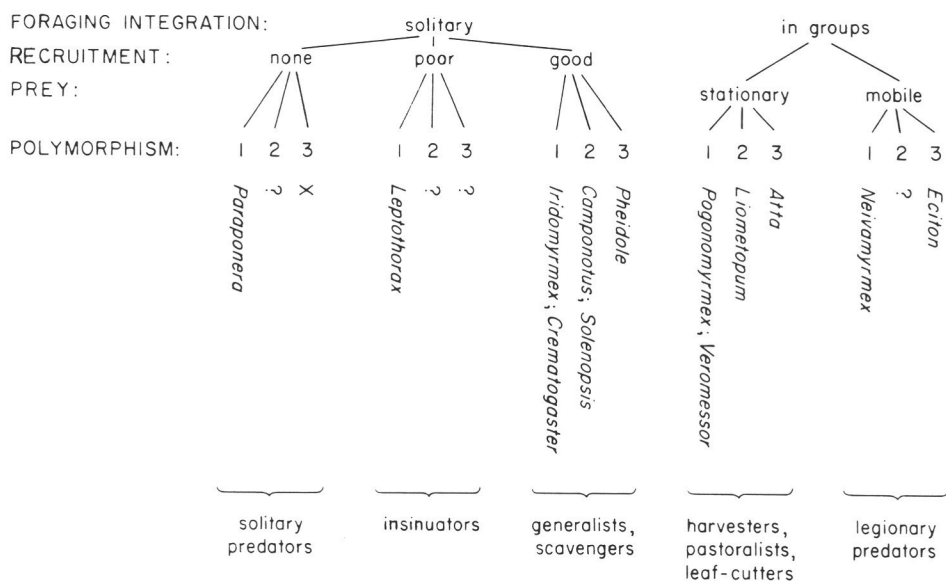 FORAGING INTEGRATION: solitary in groups
RECRUITMENT: none poor good
PREY: stationary mobile
POLYMORPHISM: 1 2 3 1 2 3 1 2 3 1 2 3 1 2 3
Paraponera
?
X
Leptothorax
?
?
Iridomyrmex; Crematogaster
Camponotus; Solenopsis
Pheidole
Pogonomyrmex; Veromessor
Liometopum
Atta
Neivamyrmex
?
Eciton
solitary predators
insinuators
generalists, scavengers
harvesters, pastoralists, leaf-cutters
legionary predators